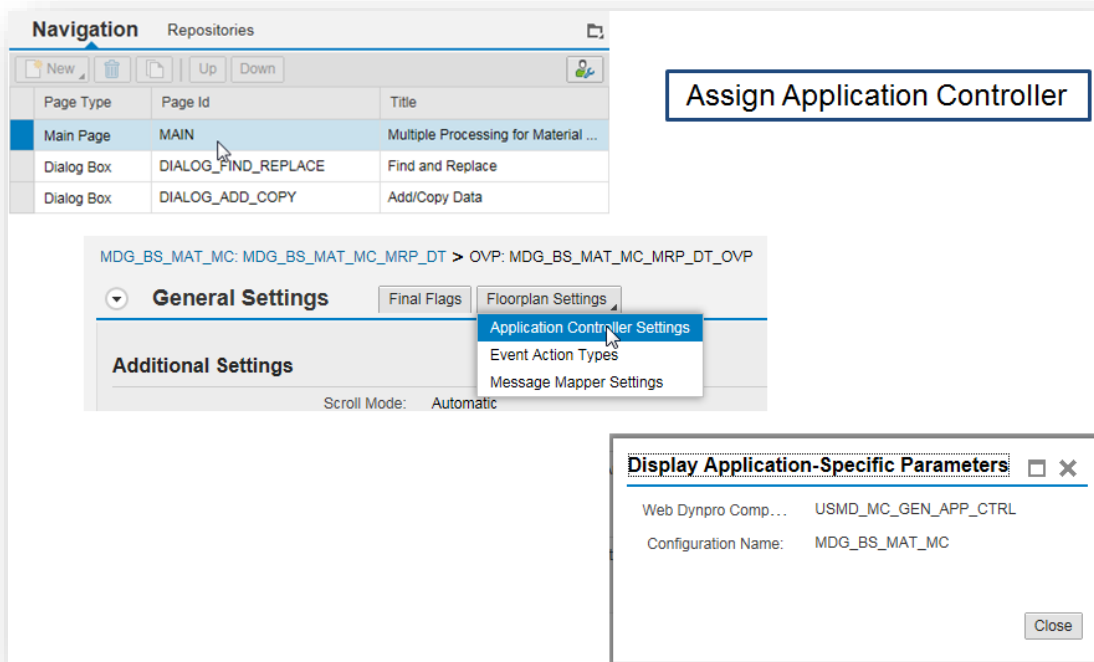 Navigation Repositories
New Up Down
Assign Application Controller
Page Type Page Id Title
Main Page MAIN Multiple Processing for Material ...
Dialog Box DIALOG_FIND_REPLACE Find and Replace
Dialog Box DIALOG_ADD_COPY Add/Copy Data
MDG_BS_MAT_MC: MDG_BS_MAT_MC_MRP_DT > OVP: MDG_BS_MAT_MC_MRP_DT_OVP
General Settings Final Flags Floorplan Settings
Application Controller Settings
Event Action Types
Additional Settings
Message Mapper Settings
Scroll Mode: Automatic
Display Application-Specific Parameters
Web Dynpro Comp... USMD_MC_GEN_APP_CTRL
Configuration Name: MDG_BS_MAT_MC
Close